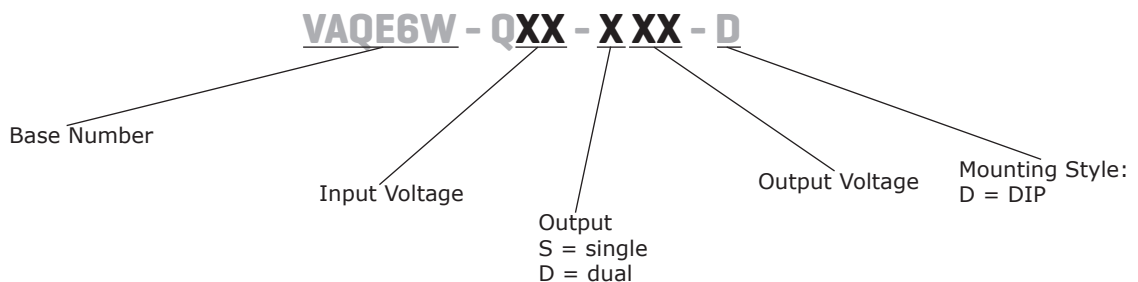 VAQE6W - QXX - X XX - D
Base Number
Input Voltage
Output
S = single
D = dual
Output Voltage
Mounting Style:
D = DIP